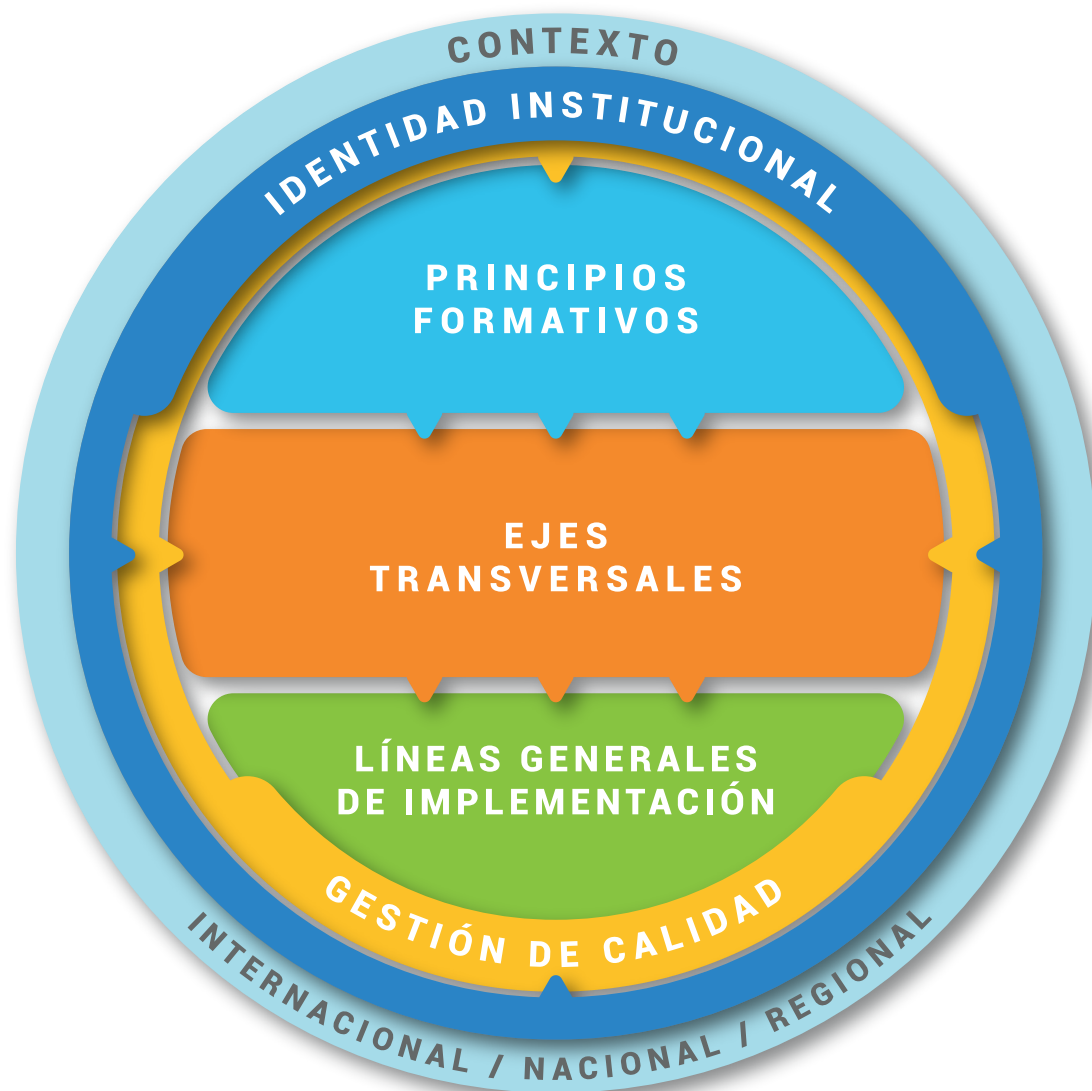 CONTEXTO
IDENTIDAD INSTITUCIONAL
PRINCIPIOS
FORMATIVOS
EJES
TRANSVERSALES
LÍNEAS GENERALES
DE IMPLEMENTACIÓN
GESTIÓN DE CALIDAD
INTERNACIONAL / NACIONAL / REGIONAL